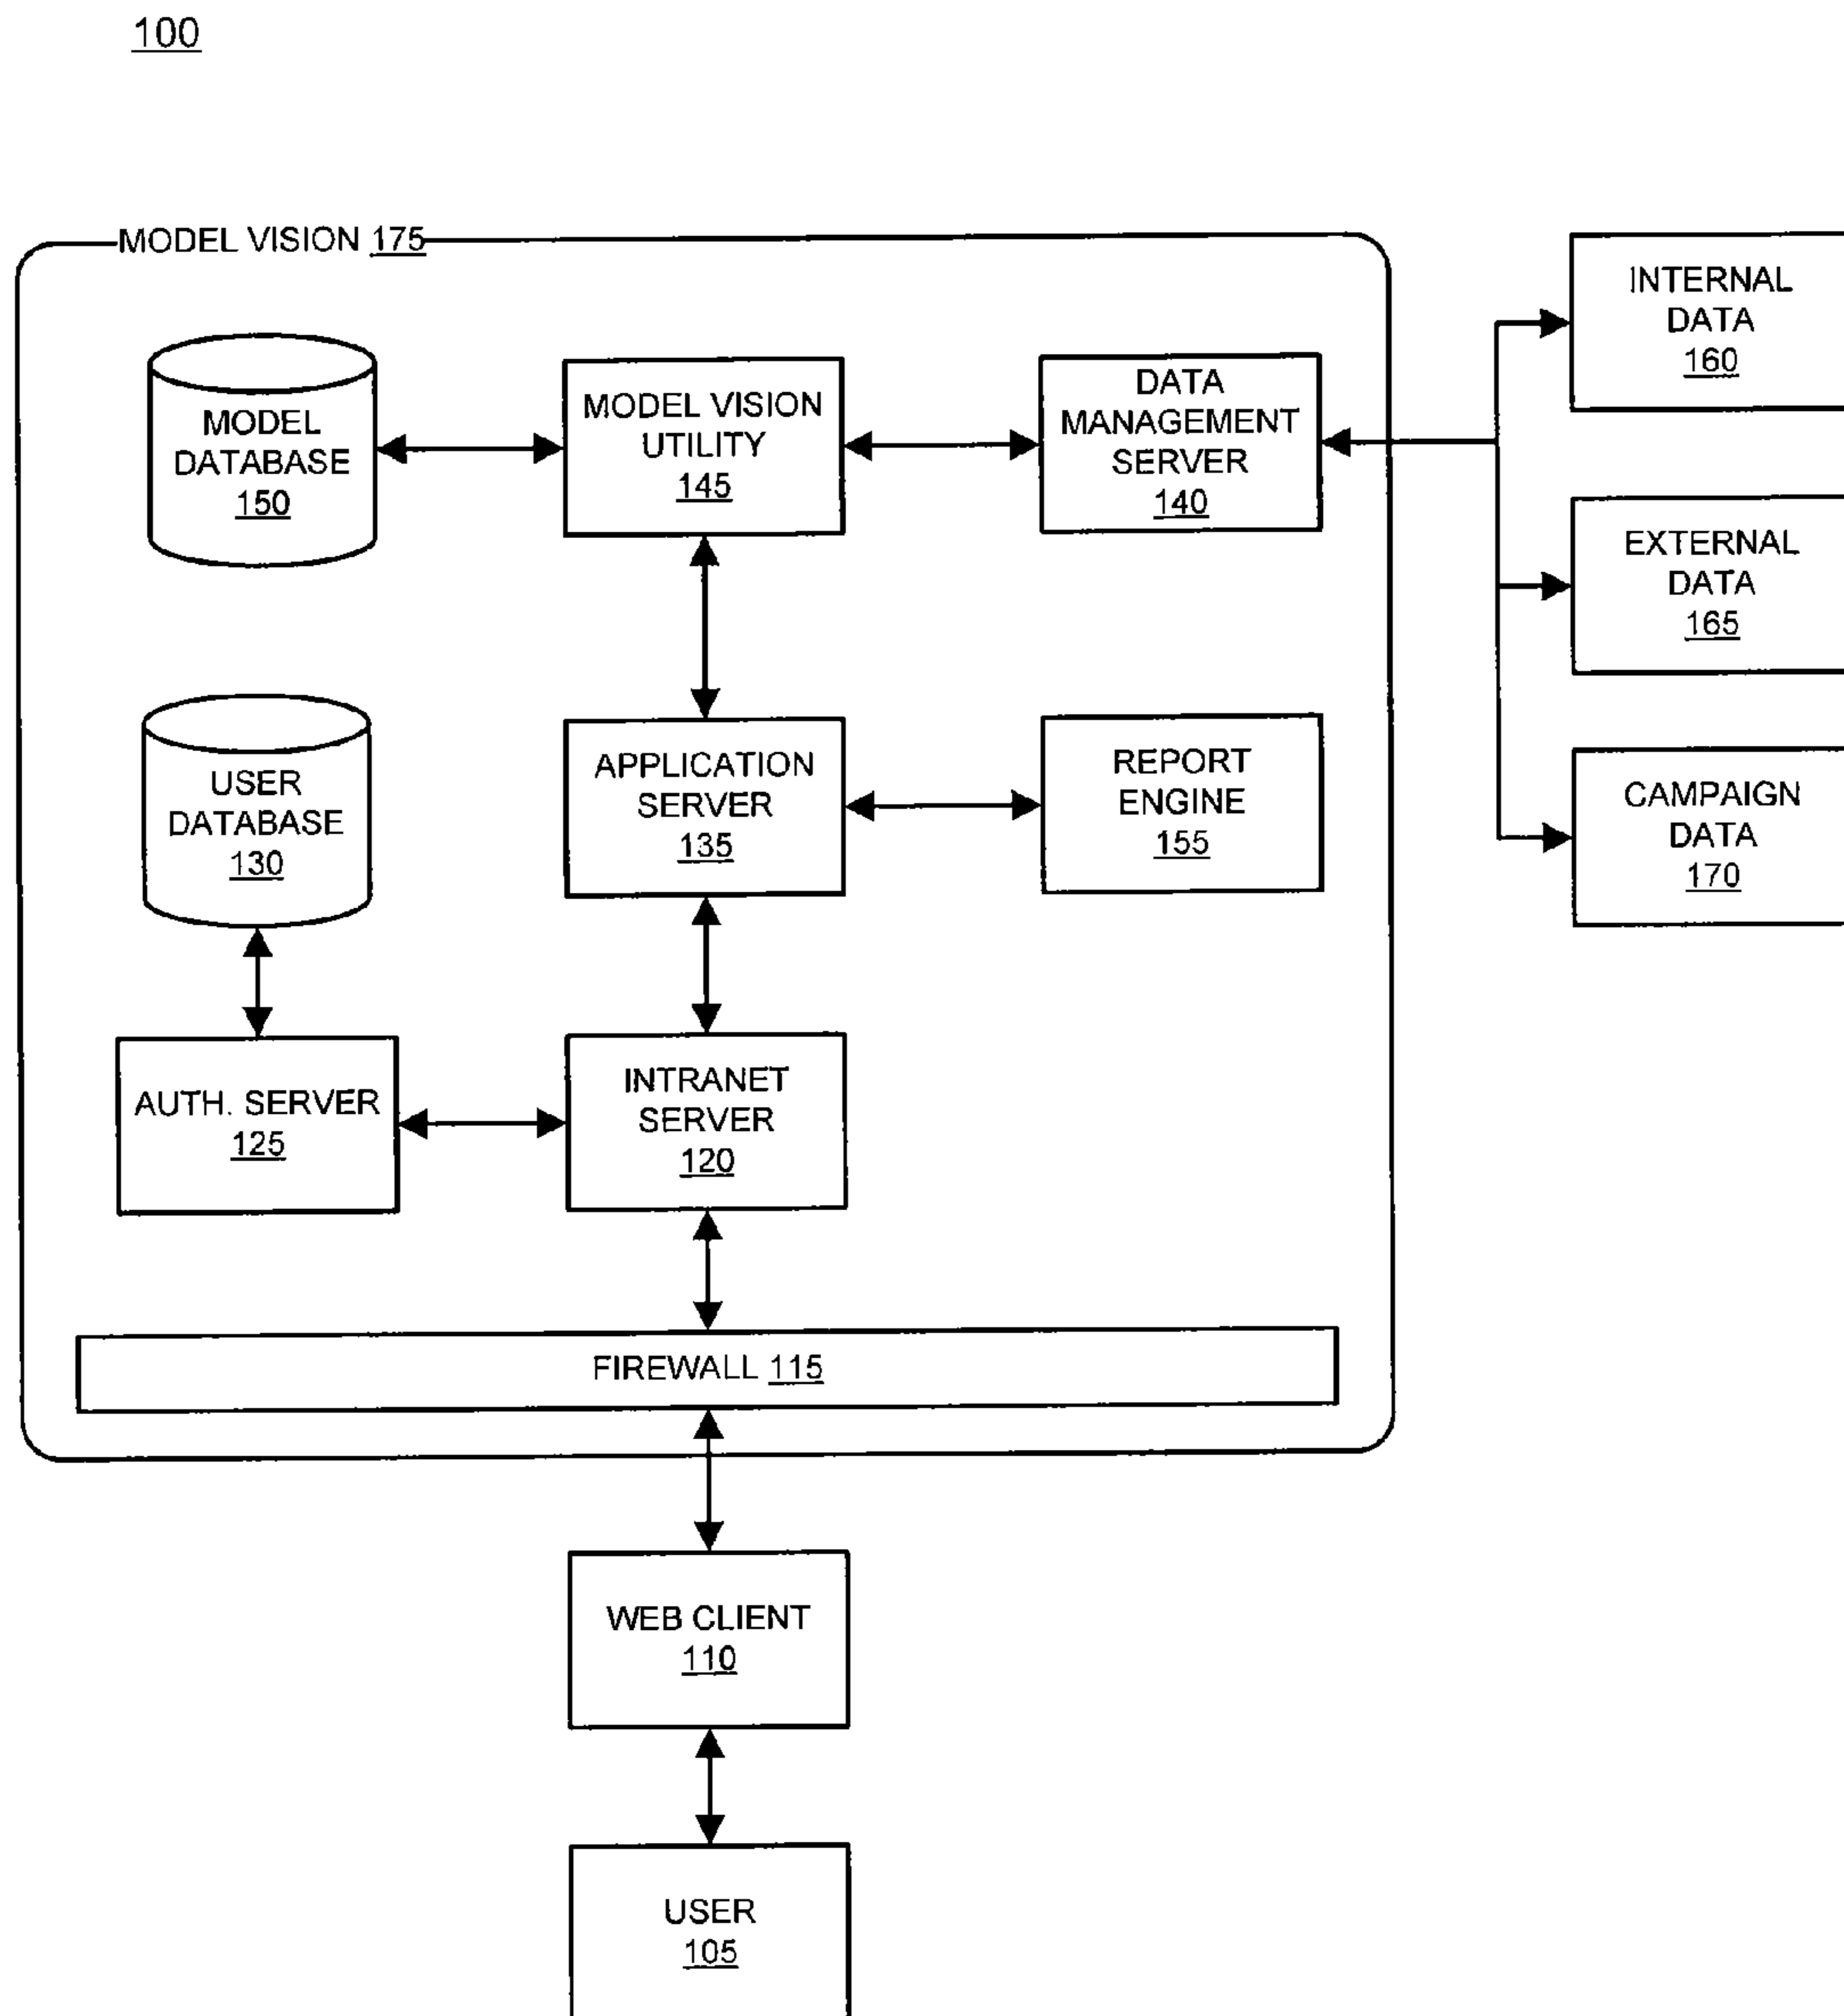 100
MODEL VISION 175
INTERNAL
DATA
160
MODEL
DATABASE
150
MODEL VISION
UTILITY
145
DATA
MANAGEMENT
SERVER
140
EXTERNAL
DATA
165
USER
DATABASE
130
APPLICATION
SERVER
135
REPORT
ENGINE
155
CAMPAIGN
DATA
170
AUTH. SERVER
125
INTRANET
SERVER
120
FIREWALL 115
WEB CLIENT
110
USER
105